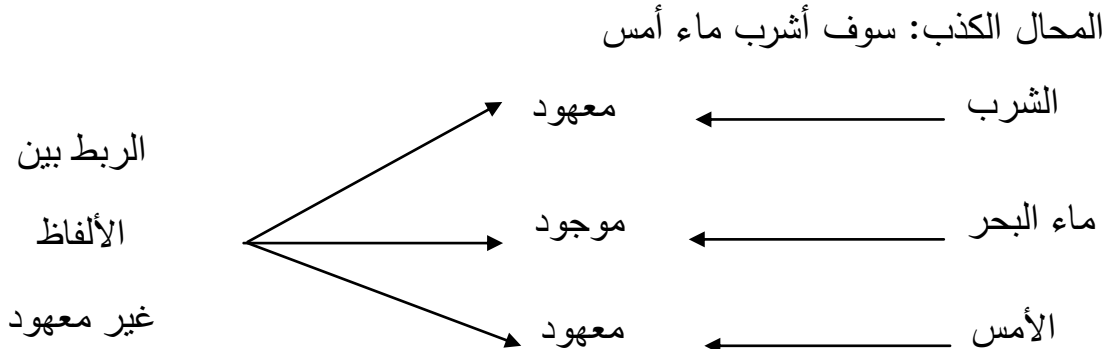 المحال الكذب: سوف أشرب ماء أمس
الشرب
معهود
الربط بين
ماء البحر
موجود
الألفاظ
الأمس
معهود
غير معهود